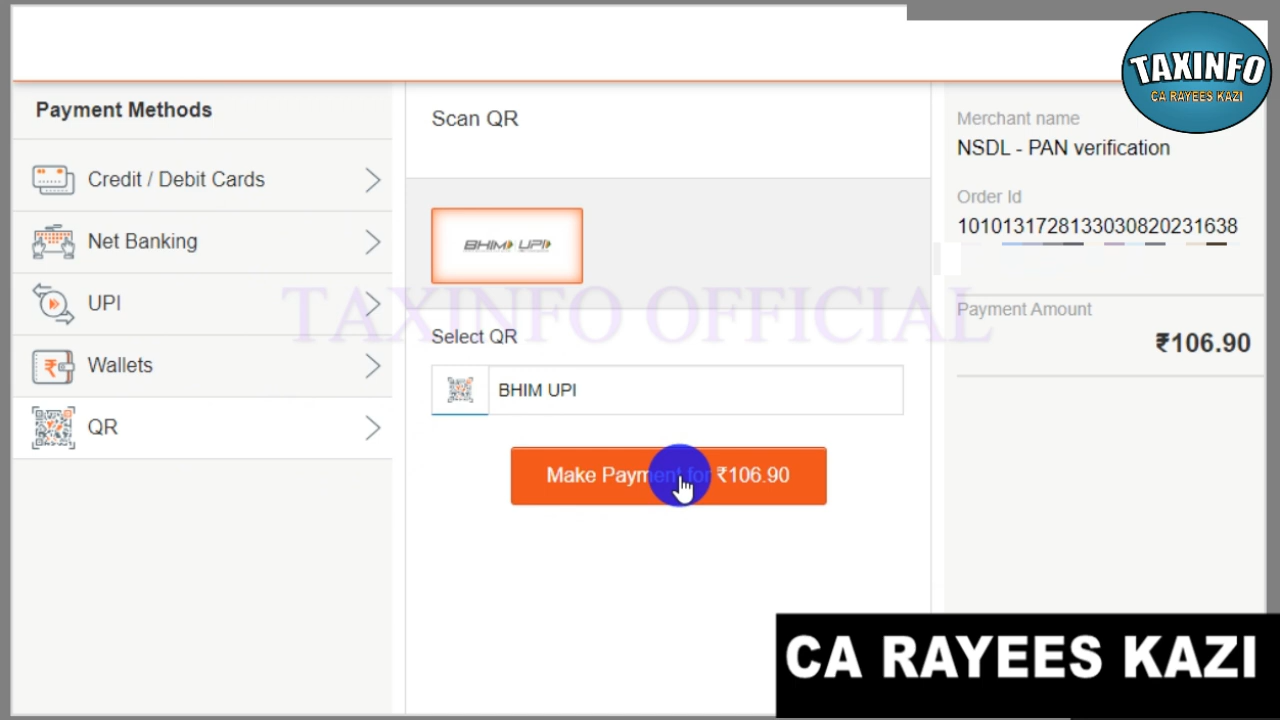 TAXINFO
CA RAYEES KAZI
Payment Methods
Credit / Debit Cards
Net Banking
UPI
Wallets
QR
Scan QR
BHIM UPI
TAXINFO OFFICIAL
Select QR
BHIM UPI
Make Payment for ₹106.90
Merchant name
NSDL - PAN verification
Order Id
1010131728133030820231638
Payment Amount
₹106.90
CA RAYEES KAZI